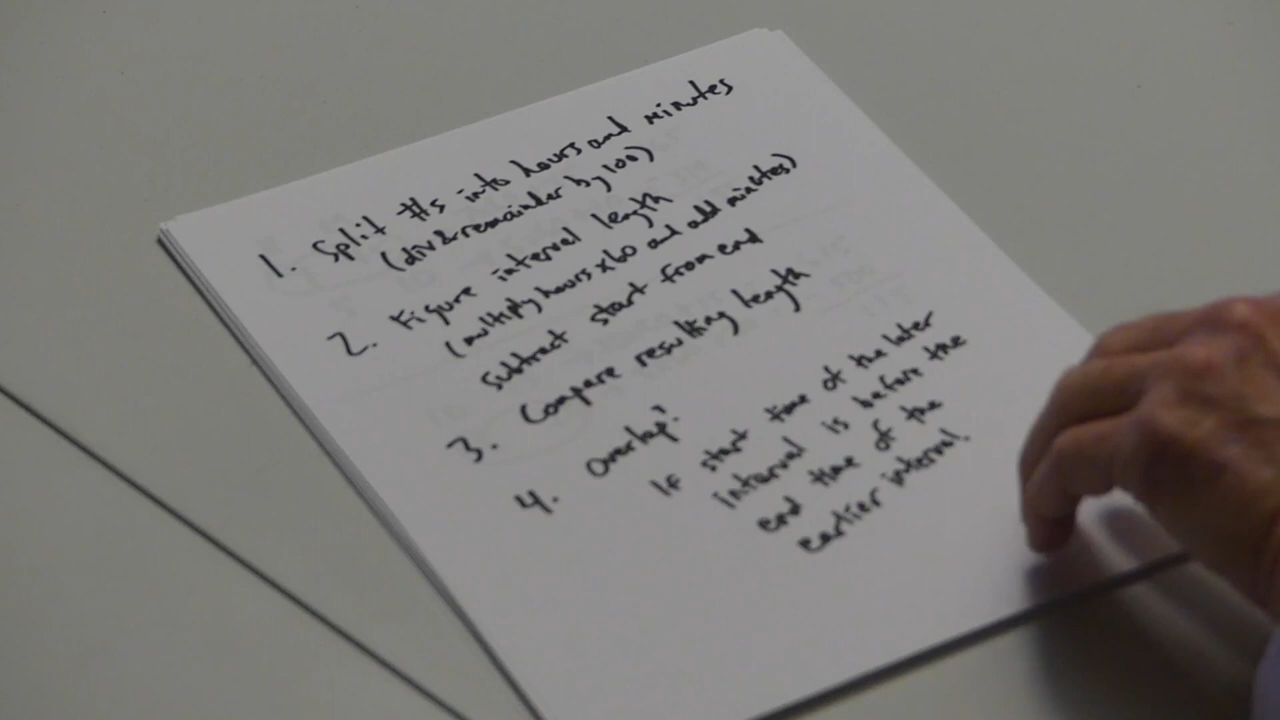 1. Split #s into hours and minutes
(div & remainder by 100)
2. Figure interval length
(multiply hours x 60 and add minutes)
subtract start from end
3. Compare resulting length
4. Overlap?
If start time of the later
interval is before the
end time of the
earlier interval.